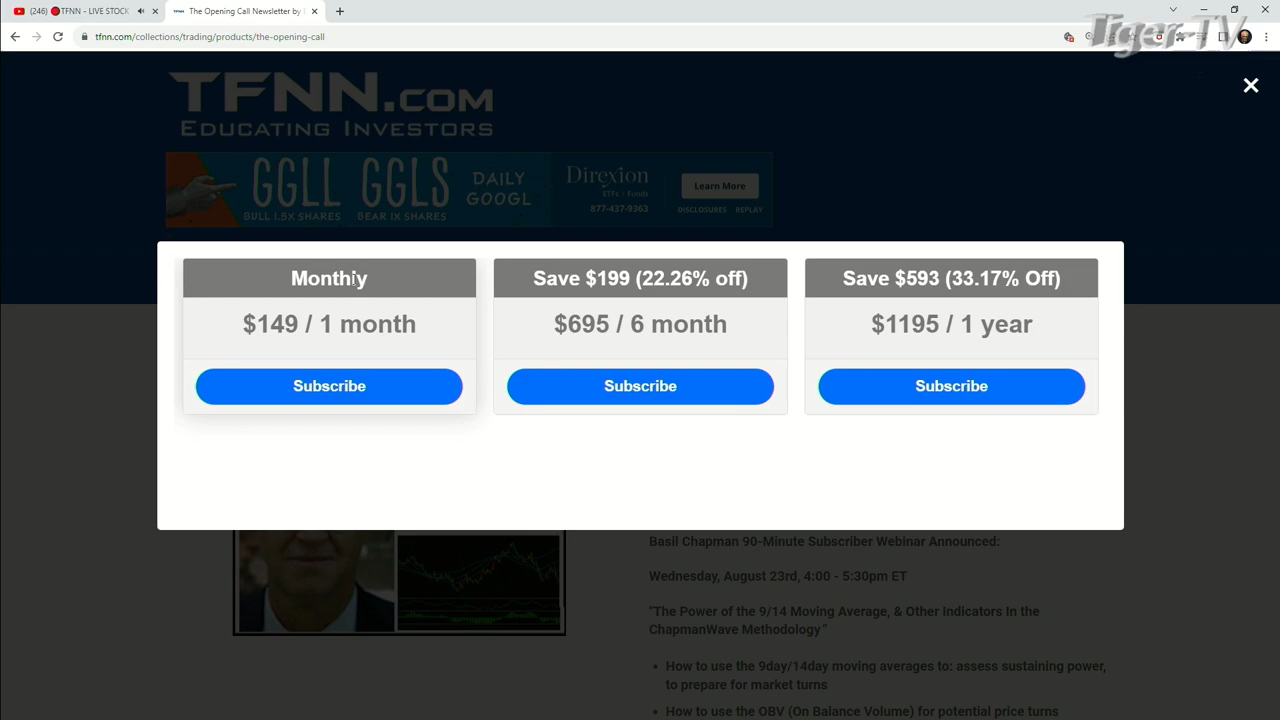 (246) 🔴TFNN - LIVE STOCK
The Opening Call Newsletter by
Tiger-TV
tfnn.com/collections/trading/products/the-opening-call
TFNN.COM
EDUCATING INVESTORS
GGLL GGLS
BULL 1.5X SHARES BEAR 1X SHARES
DAILY
GOOGL
Direxion
ETFs • Funds
877-437-9363
Learn More
DISCLOSURES REPLAY
Monthly
$149 / 1 month
Subscribe
Save $199 (22.26% off)
$695 / 6 month
Subscribe
Save $593 (33.17% Off)
$1195 / 1 year
Subscribe
Basil Chapman 90-Minute Subscriber Webinar Announced:
Wednesday, August 23rd, 4:00 - 5:30pm ET
"The Power of the 9/14 Moving Average, & Other Indicators In the
ChapmanWave Methodology"
• How to use the 9day/14day moving averages to: assess sustaining power,
to prepare for market turns
• How to use the OBV (On Balance Volume) for potential price turns